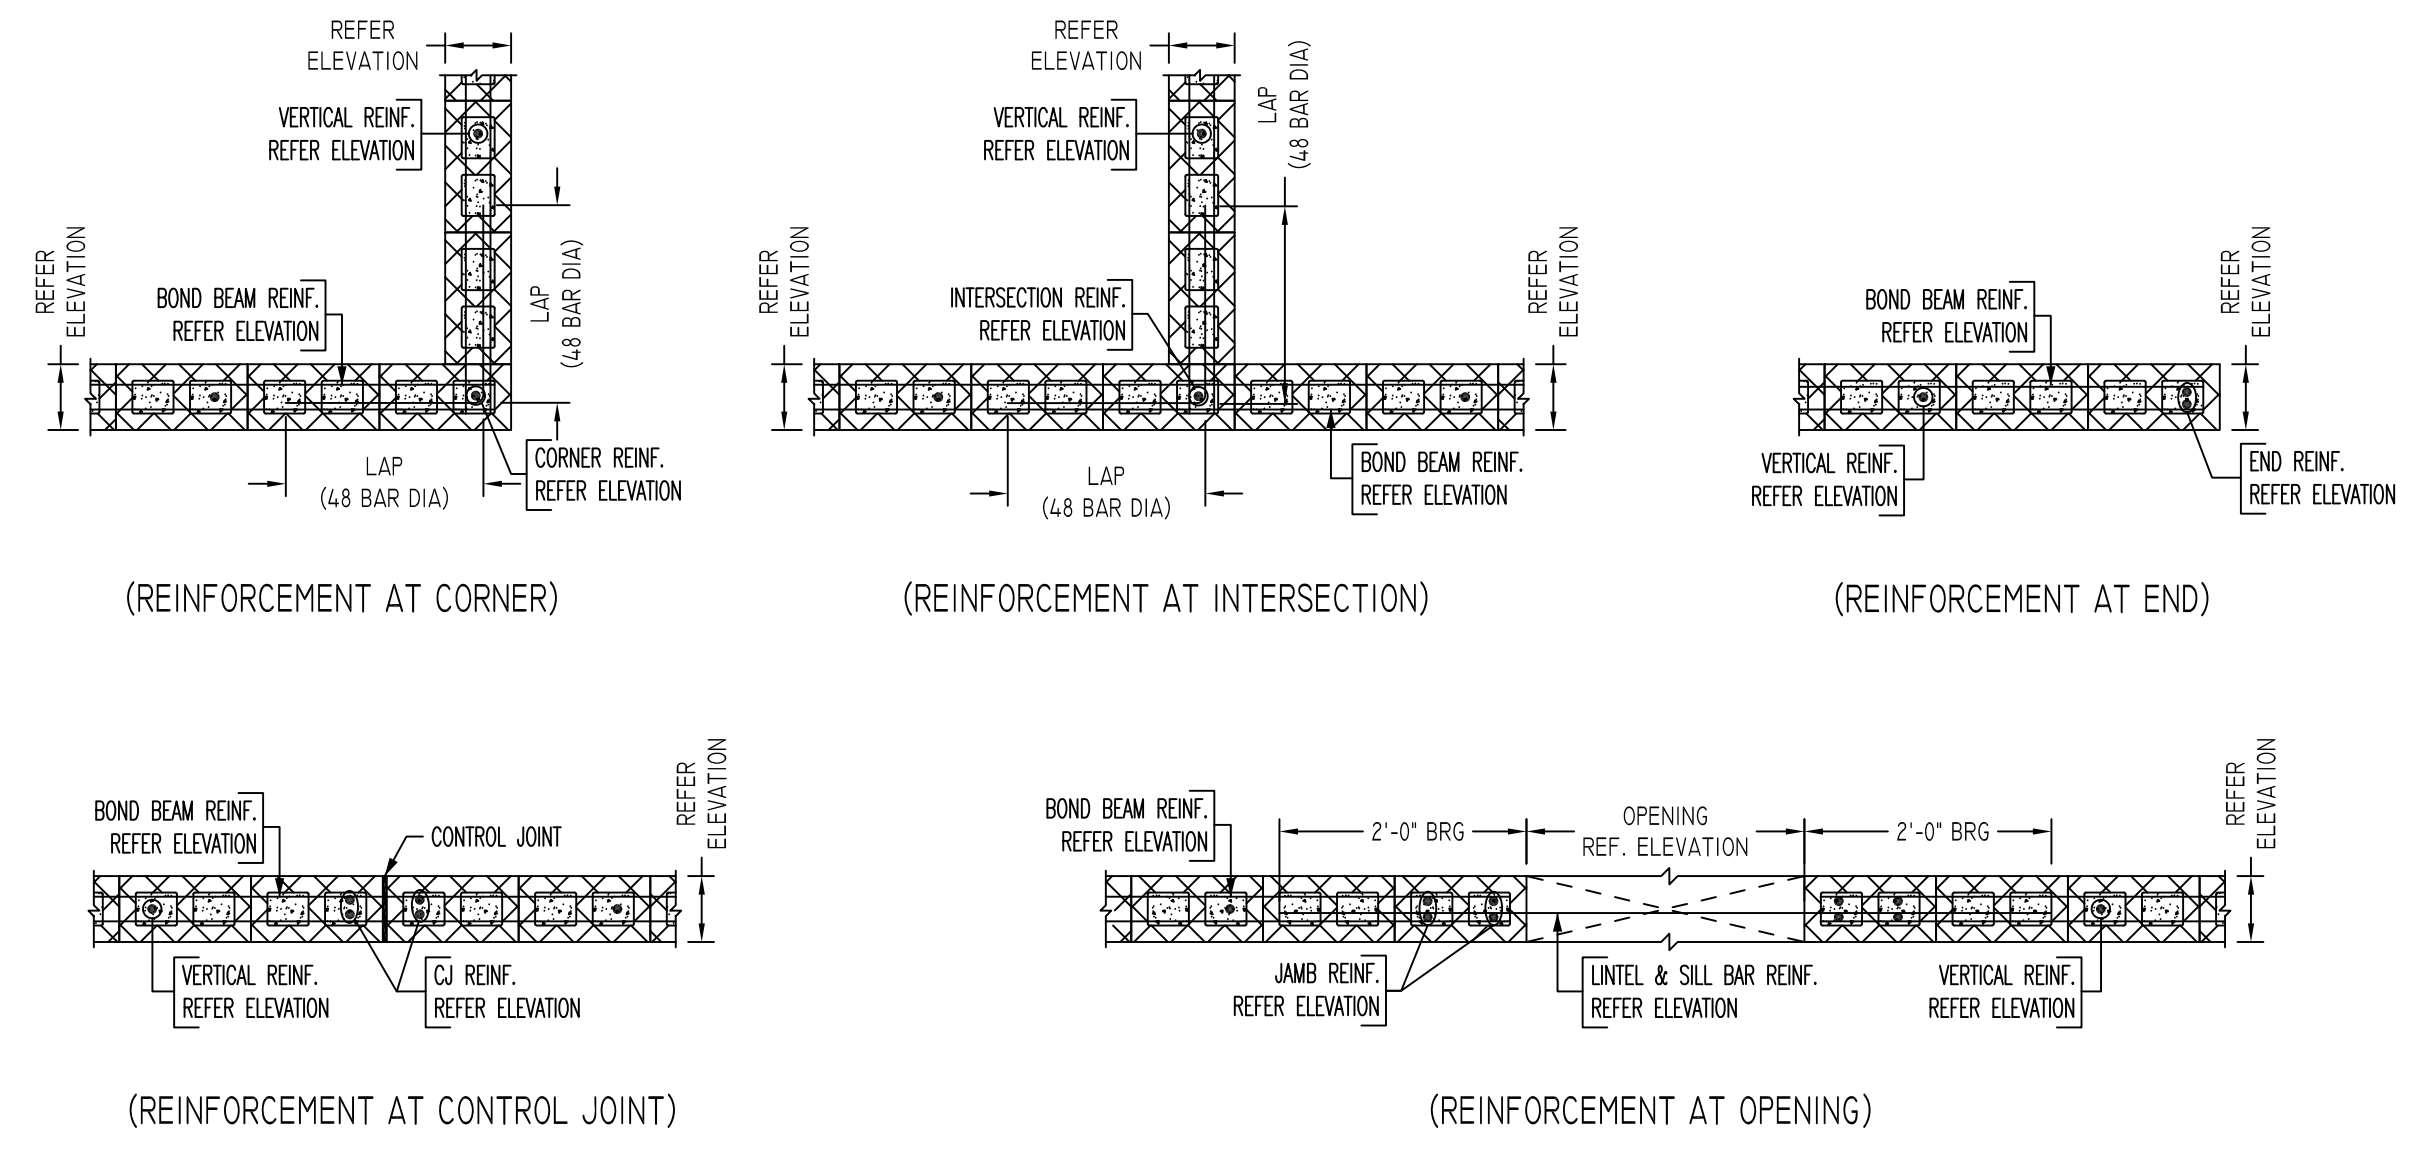 REFER
ELEVATION
VERTICAL REINF.
REFER ELEVATION
REFER
ELEVATION
BOND BEAM REINF.
REFER ELEVATION
LAP
(48 BAR DIA)
LAP
(48 BAR DIA)
CORNER REINF.
REFER ELEVATION
(REINFORCEMENT AT CORNER)
REFER
ELEVATION
LAP
(48 BAR DIA)
VERTICAL REINF.
REFER ELEVATION
REFER
ELEVATION
INTERSECTION REINF.
REFER ELEVATION
REFER
ELEVATION
LAP
(48 BAR DIA)
BOND BEAM REINF.
REFER ELEVATION
(REINFORCEMENT AT INTERSECTION)
BOND BEAM REINF.
REFER ELEVATION
REFER
ELEVATION
VERTICAL REINF.
REFER ELEVATION
END REINF.
REFER ELEVATION
(REINFORCEMENT AT END)
BOND BEAM REINF.
REFER ELEVATION
CONTROL JOINT
REFER
ELEVATION
VERTICAL REINF.
REFER ELEVATION
CJ REINF.
REFER ELEVATION
(REINFORCEMENT AT CONTROL JOINT)
BOND BEAM REINF.
REFER ELEVATION
2'-0" BRG
OPENING
REF. ELEVATION
2'-0" BRG
REFER
ELEVATION
JAMB REINF.
REFER ELEVATION
LINTEL & SILL BAR REINF.
REFER ELEVATION
VERTICAL REINF.
REFER ELEVATION
(REINFORCEMENT AT OPENING)